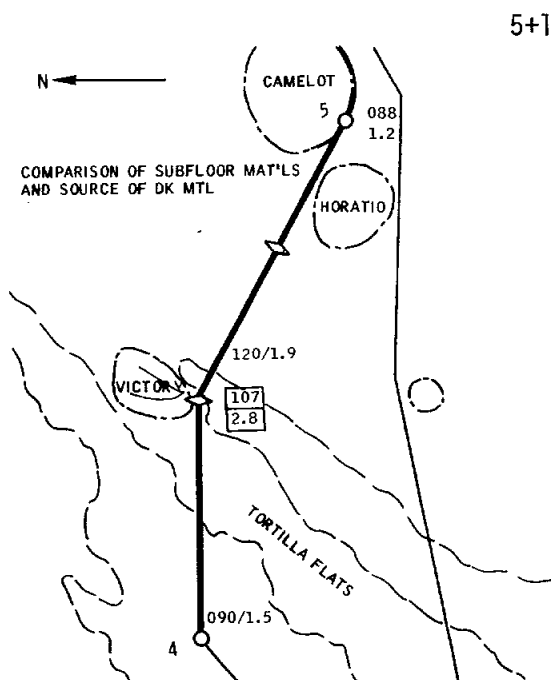 5+1
N
CAMELOT
5
088
1.2
COMPARISON OF SUBFLOOR MAT'LS
AND SOURCE OF DK MTL
HORATIO
120/1.9
VICTORY
107
2.8
TORTILLA FLATS
090/1.5
4